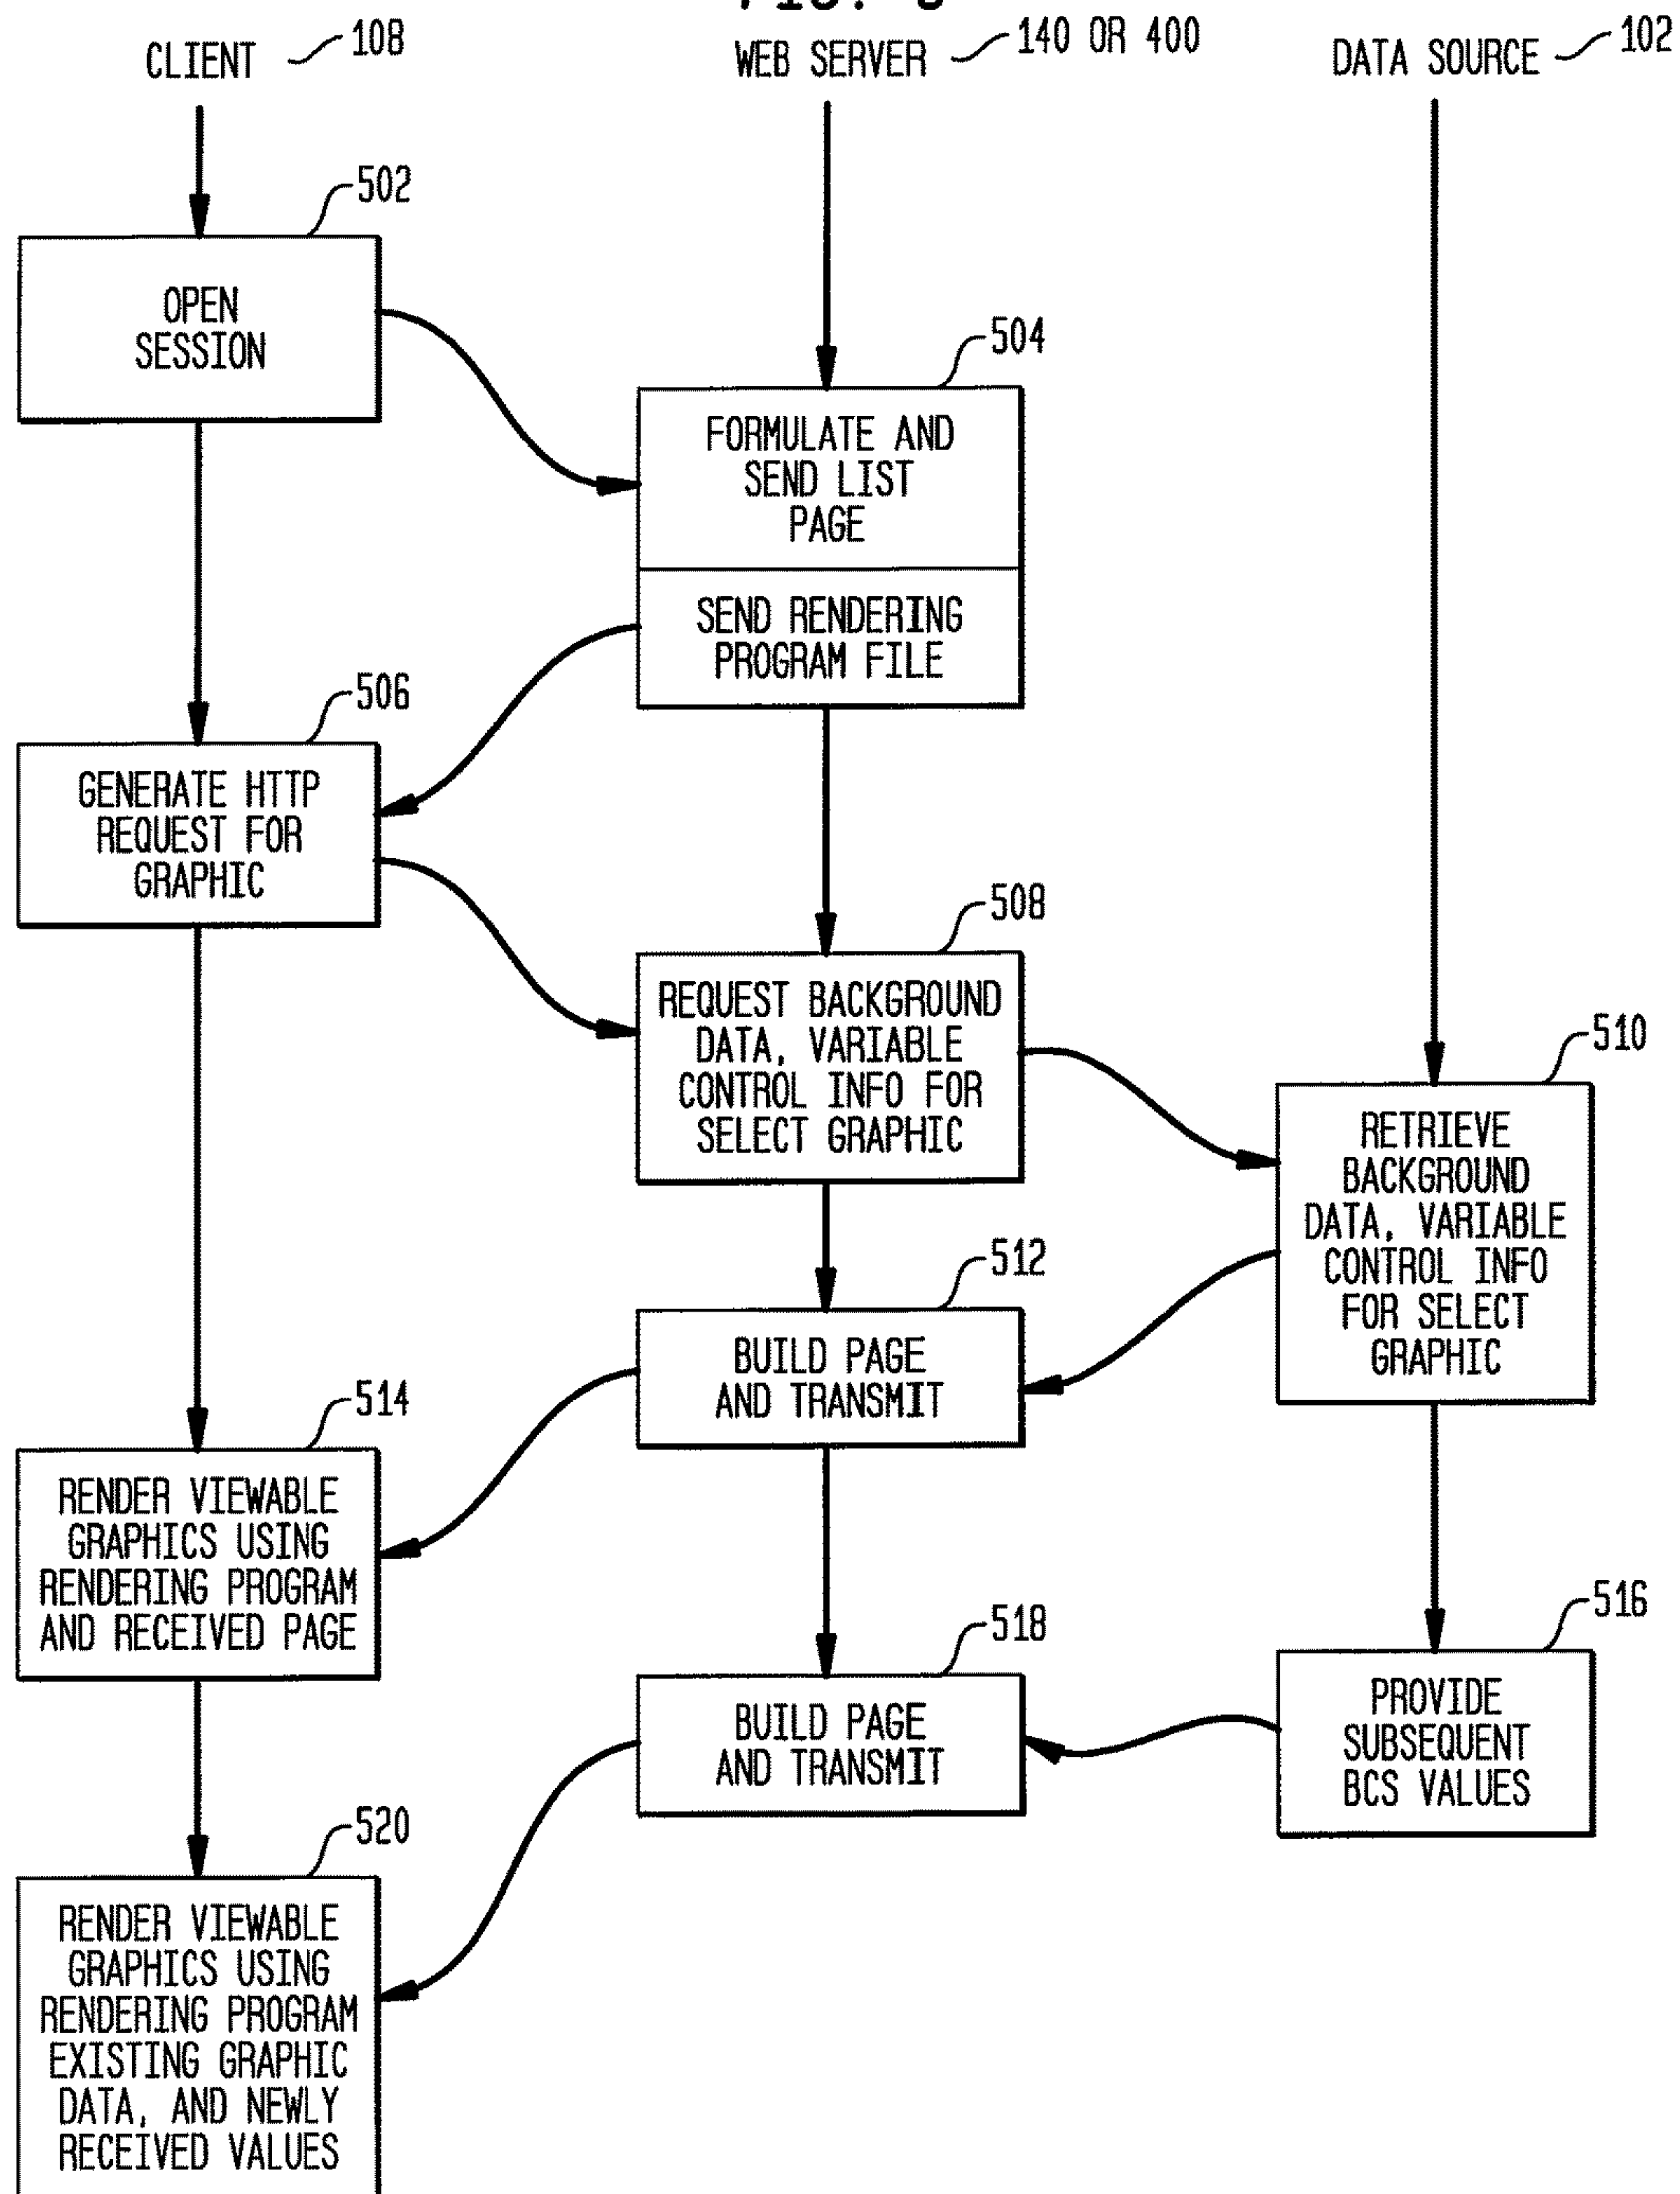 CLIENT 108
WEB SERVER 140 OR 400
DATA SOURCE 102
502
OPEN
SESSION
504
FORMULATE AND
SEND LIST
PAGE
SEND RENDERING
PROGRAM FILE
506
GENERATE HTTP
REQUEST FOR
GRAPHIC
508
REQUEST BACKGROUND
DATA, VARIABLE
CONTROL INFO FOR
SELECT GRAPHIC
510
RETRIEVE
BACKGROUND
DATA, VARIABLE
CONTROL INFO
FOR SELECT
GRAPHIC
512
BUILD PAGE
AND TRANSMIT
514
RENDER VIEWABLE
GRAPHICS USING
RENDERING PROGRAM
AND RECEIVED PAGE
516
PROVIDE
SUBSEQUENT
BCS VALUES
518
BUILD PAGE
AND TRANSMIT
520
RENDER VIEWABLE
GRAPHICS USING
RENDERING PROGRAM
EXISTING GRAPHIC
DATA, AND NEWLY
RECEIVED VALUES